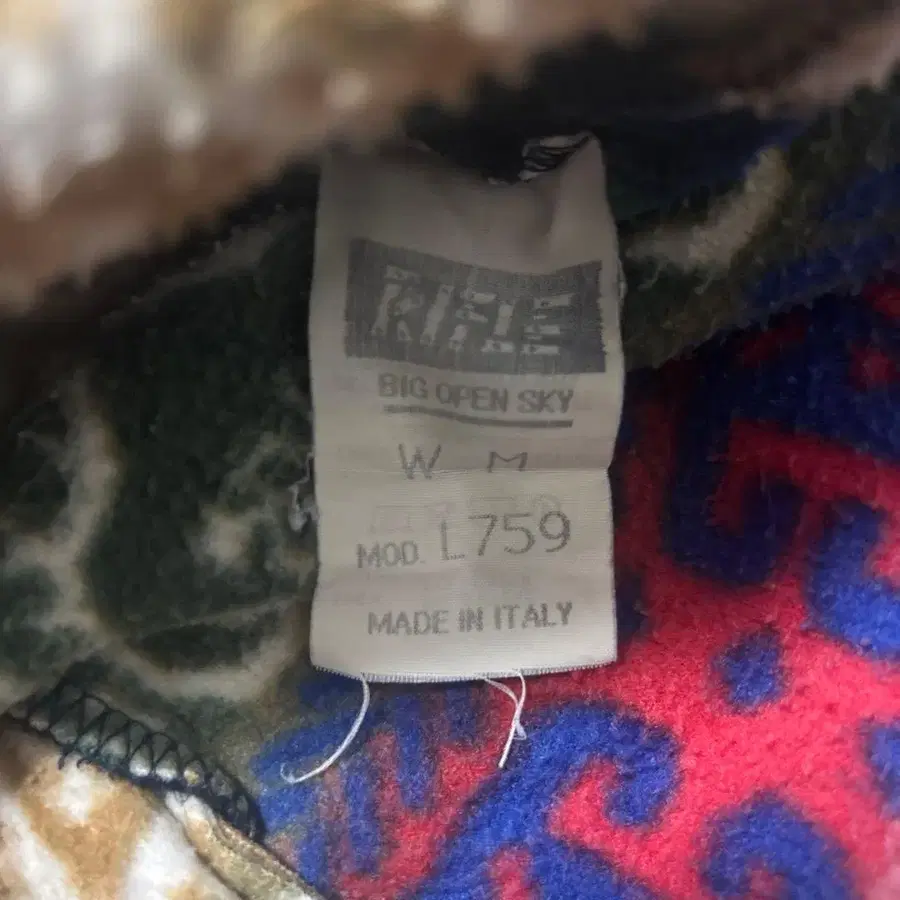 RIFLE
BIG OPEN SKY
W M
MOD. L759
MADE IN ITALY